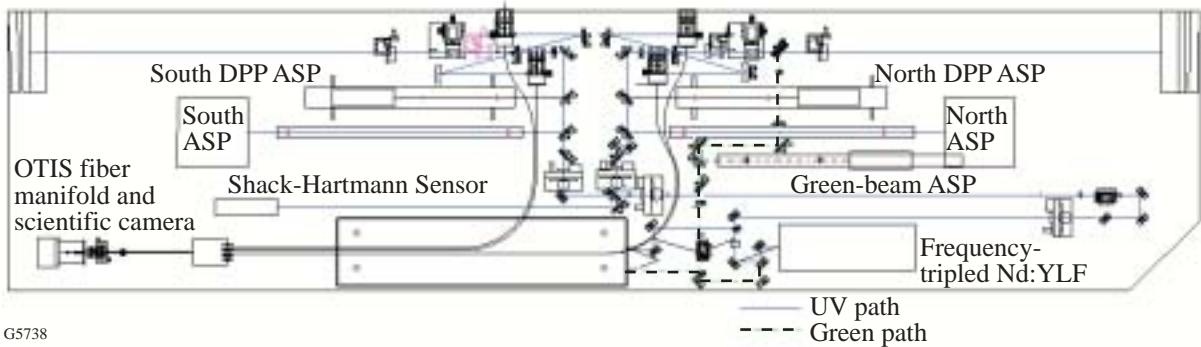 South DPP ASP
North DPP ASP
South
ASP
North
ASP
OTIS fiber
manifold and
scientific camera
Shack-Hartmann Sensor
Green-beam ASP
Frequency-
tripled Nd:YLF
UV path
Green path
G5738